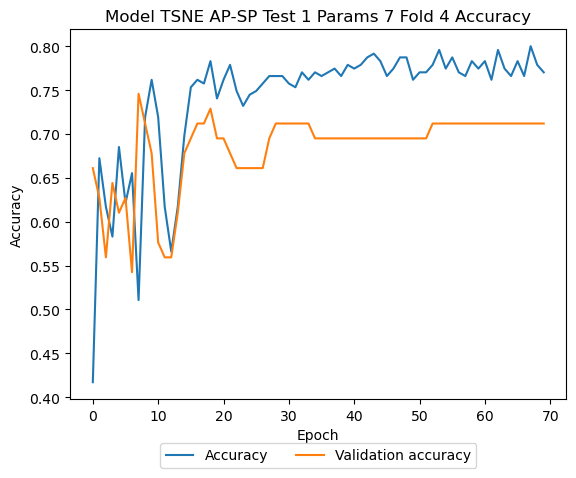 Model TSNE AP-SP Test 1 Params 7 Fold 4 Accuracy
0.80
0.75
0.70
0.65
0.60
0.55
0.50
0.45
0.40
Accuracy
0 10 20 30 40 50 60 70
Epoch
Accuracy Validation accuracy